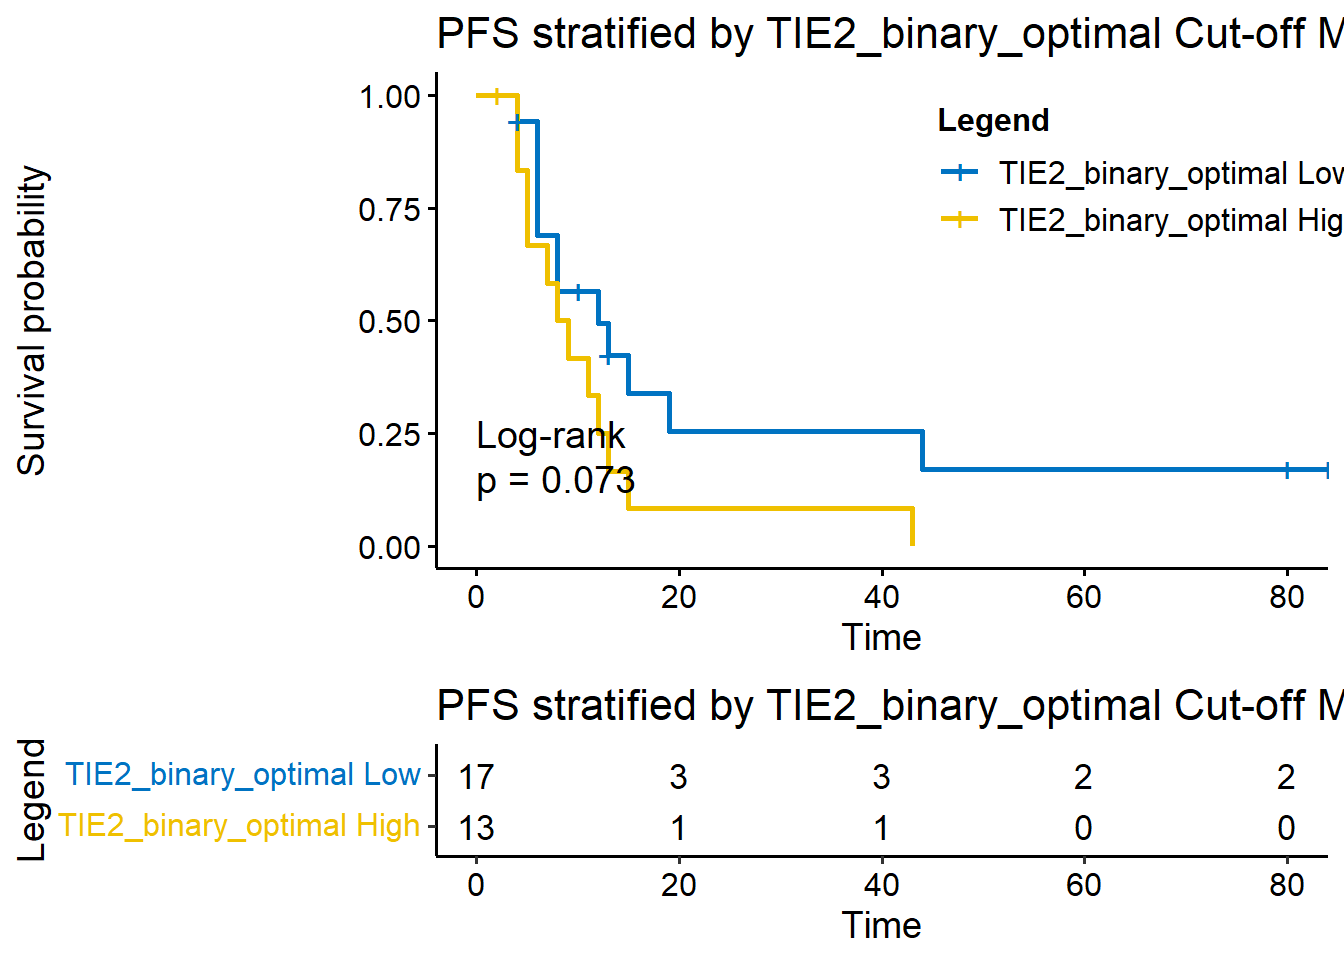 PFS stratified by TIE2_binary_optimal Cut-off M
Survival probability
1.00
0.75
0.50
0.25
0.00
Legend
TIE2_binary_optimal Low
TIE2_binary_optimal Hig
Log-rank
p = 0.073
0 20 40 60 80
Time
PFS stratified by TIE2_binary_optimal Cut-off M
Legend
TIE2_binary_optimal Low 17 3 3 2 2
TIE2_binary_optimal High 13 1 1 0 0
0 20 40 60 80
Time